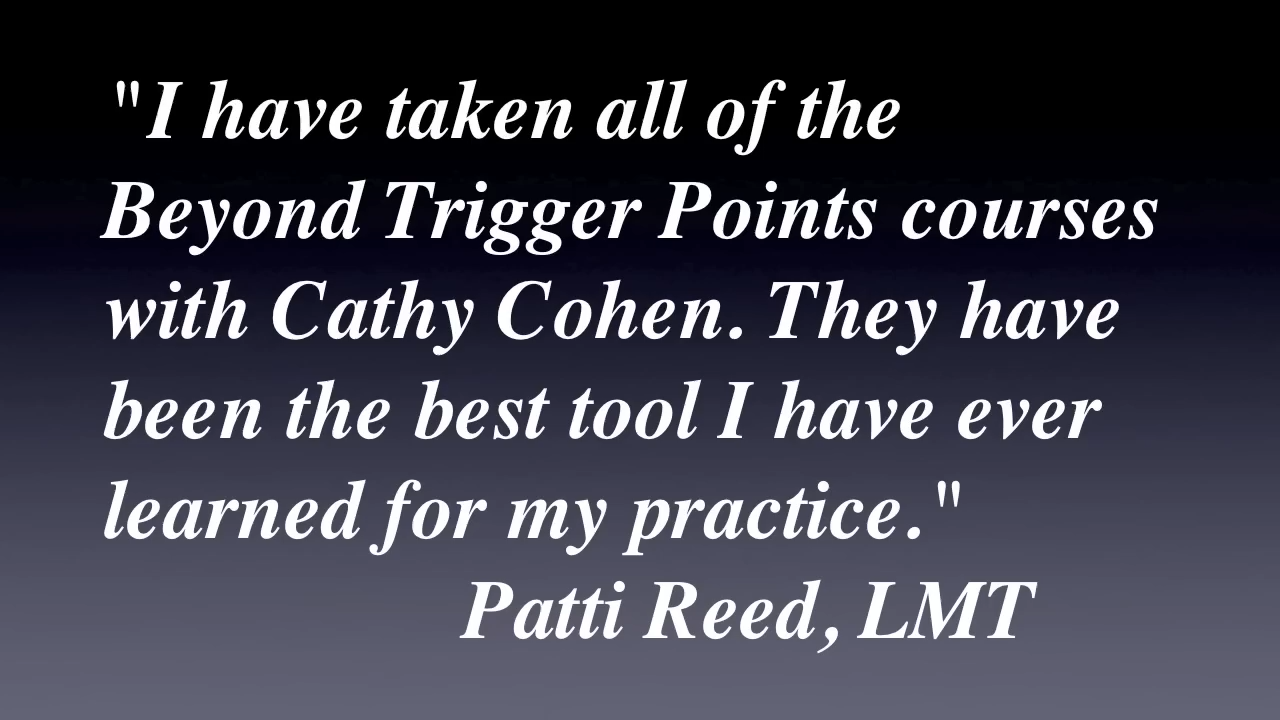 "I have taken all of the
Beyond Trigger Points courses
with Cathy Cohen. They have
been the best tool I have ever
learned for my practice."
Patti Reed, LMT